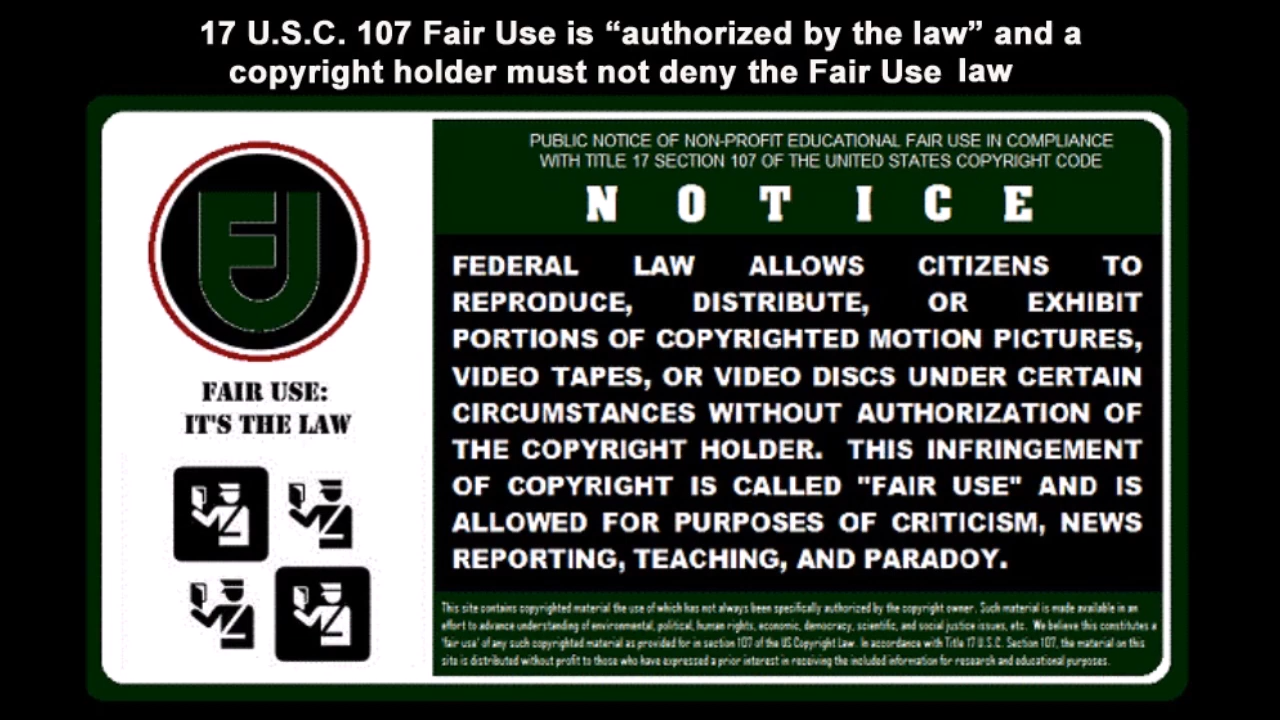 17 U.S.C. 107 Fair Use is “authorized by the law” and a
copyright holder must not deny the Fair Use law
PUBLIC NOTICE OF NON-PROFIT EDUCATIONAL FAIR USE IN COMPLIANCE
WITH TITLE 17 SECTION 107 OF THE UNITED STATES COPYRIGHT CODE
NOTICE
FU
FAIR USE:
IT'S THE LAW
FEDERAL LAW ALLOWS CITIZENS TO
REPRODUCE, DISTRIBUTE, OR EXHIBIT
PORTIONS OF COPYRIGHTED MOTION PICTURES,
VIDEO TAPES, OR VIDEO DISCS UNDER CERTAIN
CIRCUMSTANCES WITHOUT AUTHORIZATION OF
THE COPYRIGHT HOLDER. THIS INFRINGEMENT
OF COPYRIGHT IS CALLED "FAIR USE" AND IS
ALLOWED FOR PURPOSES OF CRITICISM, NEWS
REPORTING, TEACHING, AND PARADOY.
This site contains copyrighted material the use of which has not always been specifically authorized by the copyright owner. Such material is made available in an
effort to advance understanding of environmental, political, human rights, economic, democracy, scientific, and social justice issues, etc. We believe this constitutes a
'fair use' of any such copyrighted material as provided for in section 107 of the US Copyright Law. In accordance with Title 17 U.S.C. Section 107, the material on this
site is distributed without profit to those who have expressed a prior interest in receiving the included information for research and educational purposes.